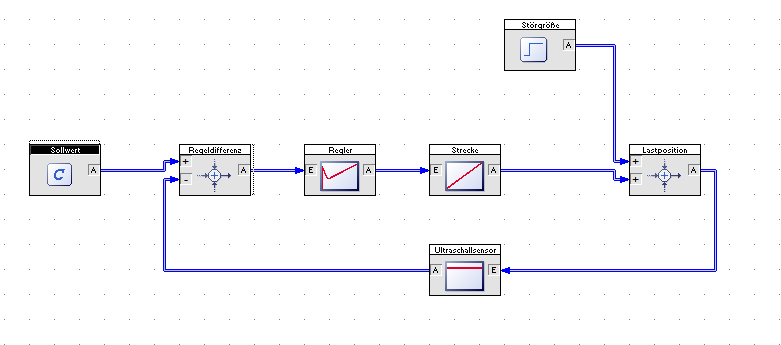 Störgröße
A
Sollwert
A
Regeldifferenz
+
-
A
Regler
E
A
Strecke
E
A
Lastposition
+
+
A
Ultraschallsensor
A
E